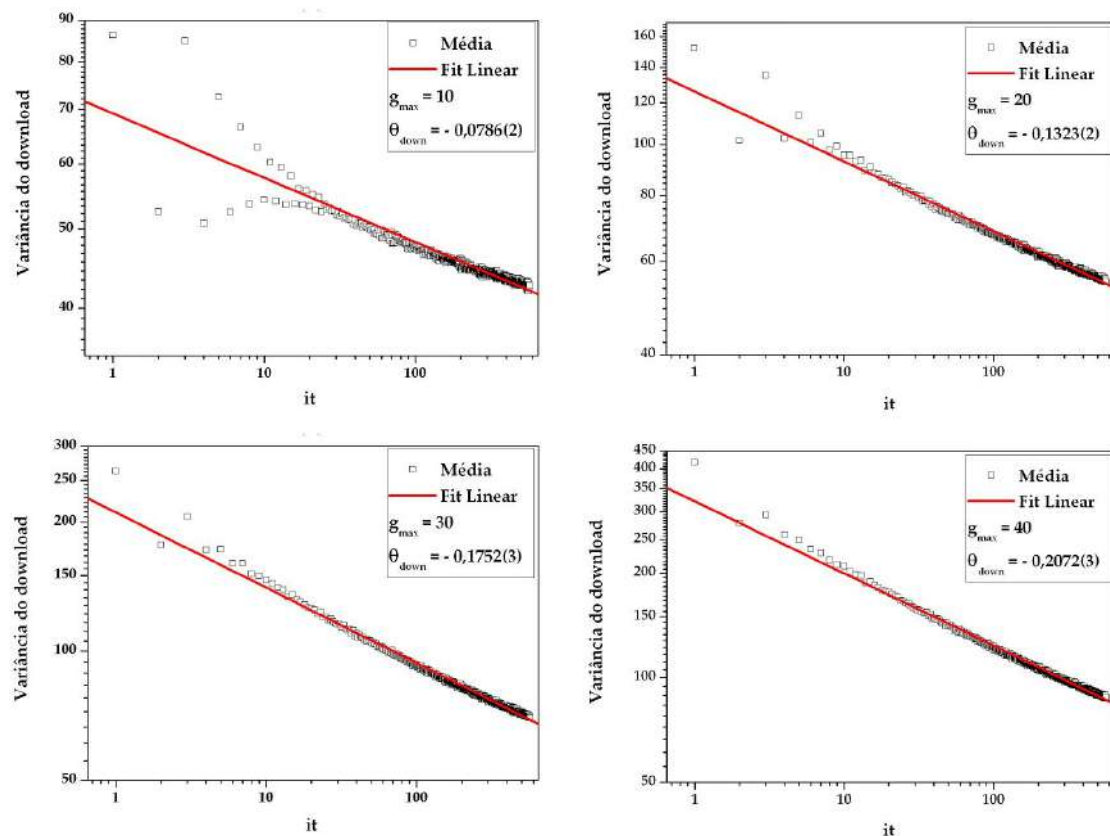 90
80
70
60
50
40
1
10
100
Variância do download
it
Média
Fit Linear
g_max = 10
θ_down = - 0,0786(2)
160
140
120
100
80
60
40
1
10
100
Variância do download
it
Média
Fit Linear
g_max = 20
θ_down = - 0,1323(2)
300
250
200
150
100
50
1
10
100
Variância do download
it
Média
Fit Linear
g_max = 30
θ_down = - 0,1752(3)
450
400
350
300
250
200
150
100
50
1
10
100
Variância do download
it
Média
Fit Linear
g_max = 40
θ_down = - 0,2072(3)